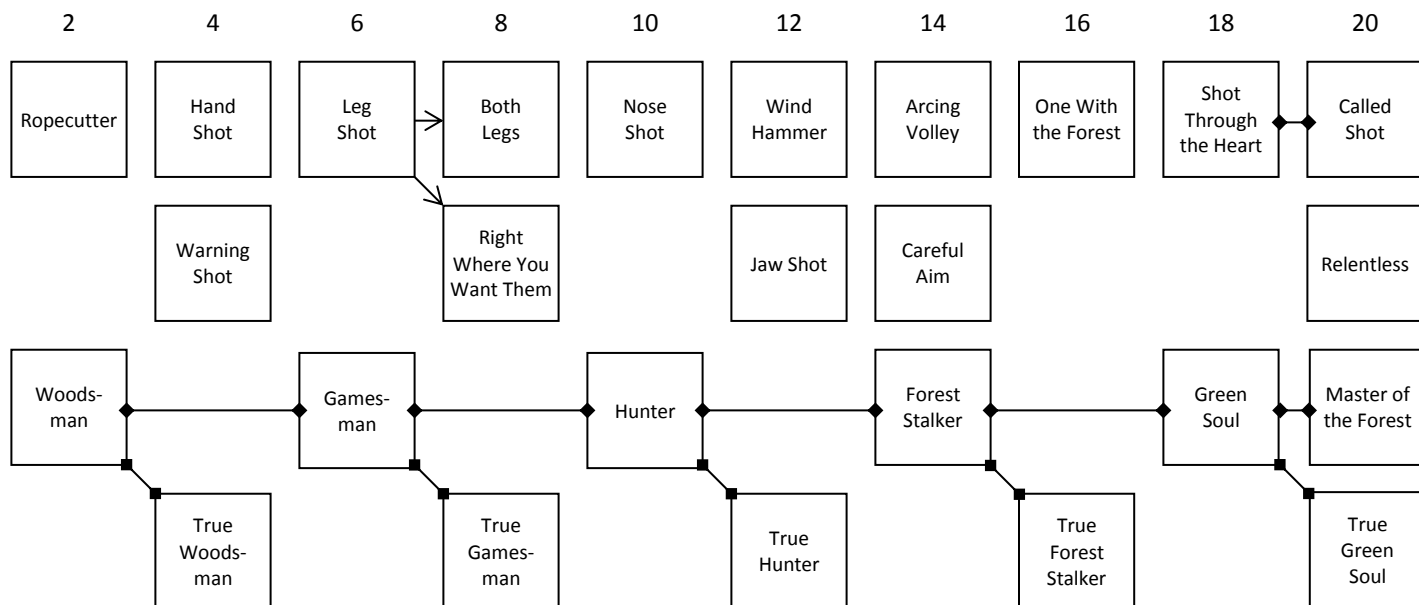 2 4 6 8 10 12 14 16 18 20
Ropecutter
Hand
Shot
Leg
Shot
Both
Legs
Nose
Shot
Wind
Hammer
Arcing
Volley
One With
the Forest
Shot
Through
the Heart
Called
Shot
Warning
Shot
Right
Where You
Want Them
Jaw Shot
Careful
Aim
Relentless
Woods-
man
Games-
man
Hunter
Forest
Stalker
Green
Soul
Master of
the Forest
True
Woods-
man
True
Games-
man
True
Hunter
True
Forest
Stalker
True
Green
Soul